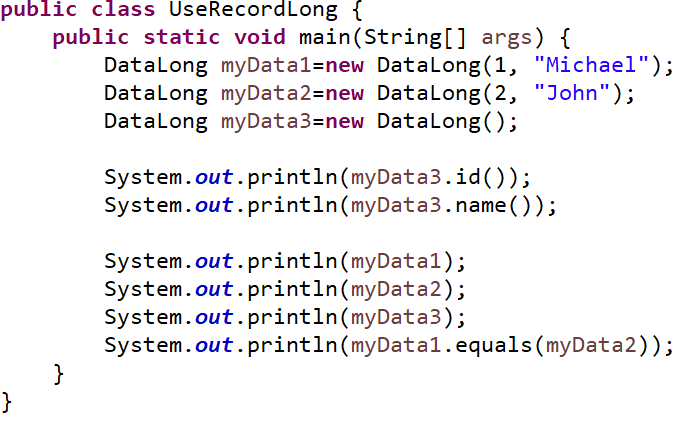 public class UseRecordLong {
    public static void main(String[] args) {
        DataLong myData1=new DataLong(1, "Michael");
        DataLong myData2=new DataLong(2, "John");
        DataLong myData3=new DataLong();

        System.out.println(myData3.id());
        System.out.println(myData3.name());

        System.out.println(myData1);
        System.out.println(myData2);
        System.out.println(myData3);
        System.out.println(myData1.equals(myData2));
    }
}